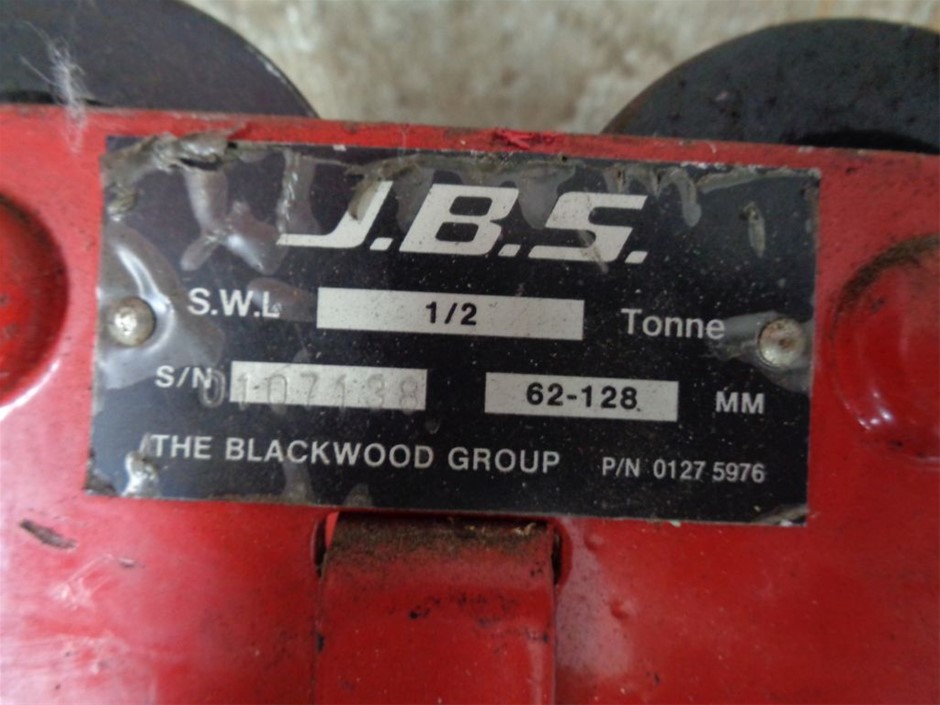 J.B.S.
S.W.L 1/2 Tonne
S/N 0107138 62-128 MM
THE BLACKWOOD GROUP P/N 0127 5976